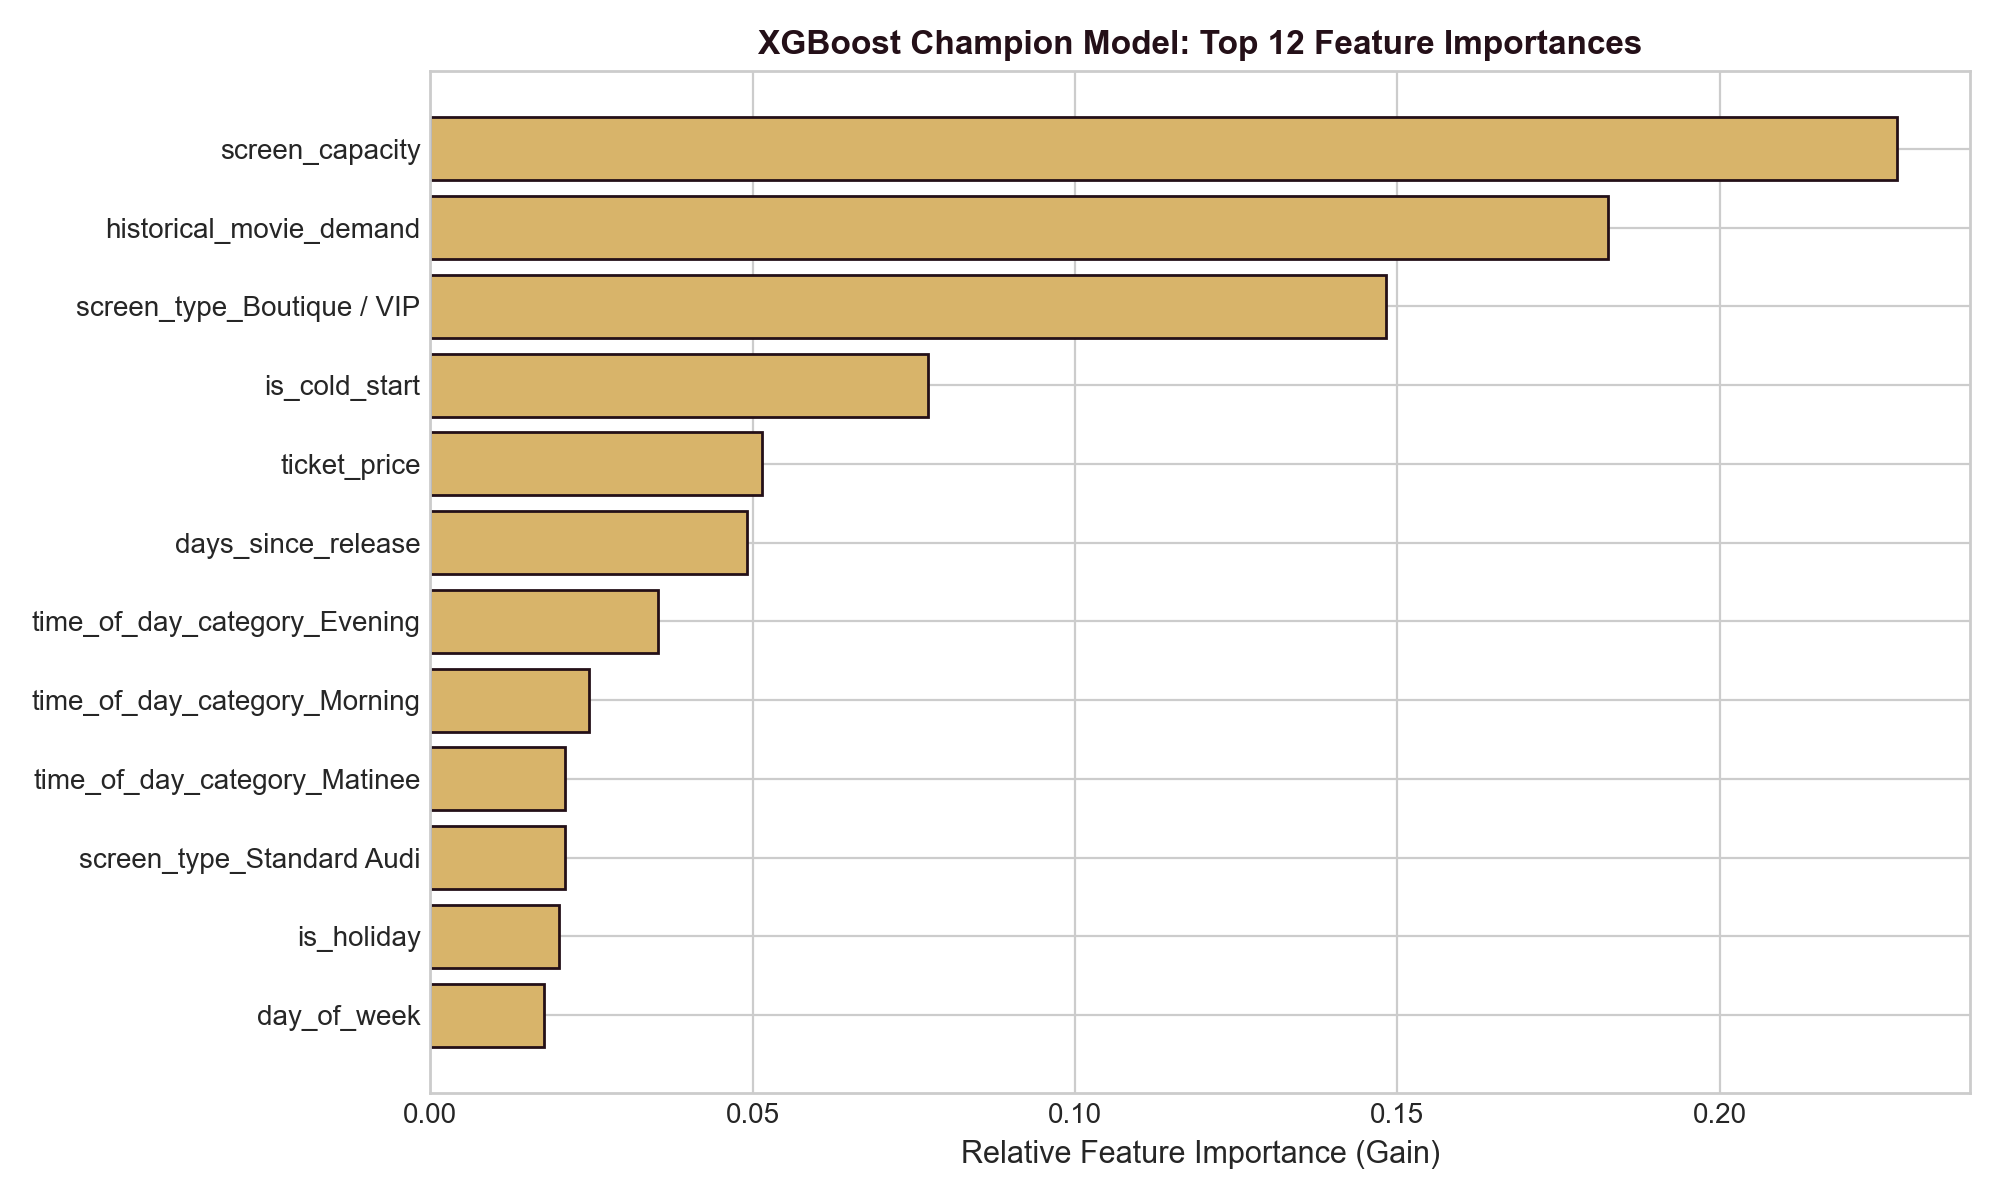 XGBoost Champion Model: Top 12 Feature Importances
screen_capacity
historical_movie_demand
screen_type_Boutique / VIP
is_cold_start
ticket_price
days_since_release
time_of_day_category_Evening
time_of_day_category_Morning
time_of_day_category_Matinee
screen_type_Standard Audi
is_holiday
day_of_week
0.00 0.05 0.10 0.15 0.20
Relative Feature Importance (Gain)